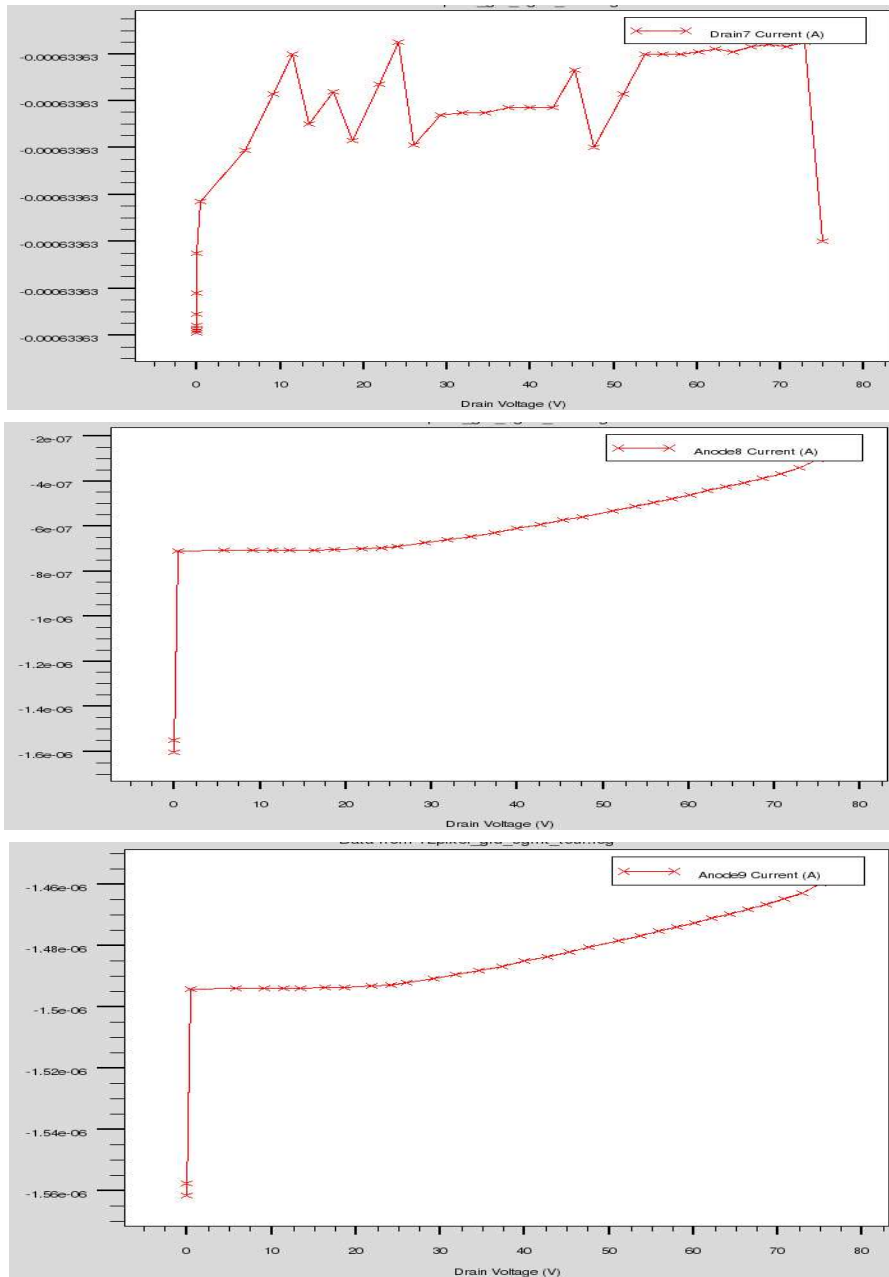 Drain7 Current (A)
-0.00063363
-0.00063363
-0.00063363
-0.00063363
-0.00063363
-0.00063363
-0.00063363
0 10 20 30 40 50 60 70 80
Drain Voltage (V)
-2e-07
Anode8 Current (A)
-4e-07
-6e-07
-8e-07
-1e-06
-1.2e-06
-1.4e-06
-1.6e-06
0 10 20 30 40 50 60 70 80
Drain Voltage (V)
Data from
Anode9 Current (A)
-1.46e-06
-1.48e-06
-1.5e-06
-1.52e-06
-1.54e-06
-1.56e-06
0 10 20 30 40 50 60 70 80
Drain Voltage (V)